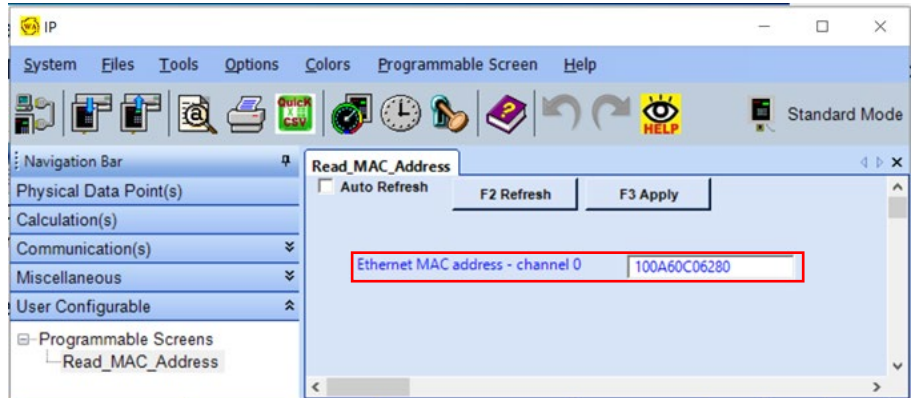 IP
System Files Tools Options Colors Programmable Screen Help
Quick
X
CSV
HELP
Standard Mode
Navigation Bar
Physical Data Point(s)
Calculation(s)
Communication(s)
Miscellaneous
User Configurable
Programmable Screens
Read_MAC_Address
Read_MAC_Address
Auto Refresh F2 Refresh F3 Apply
Ethernet MAC address - channel 0 100A60C06280